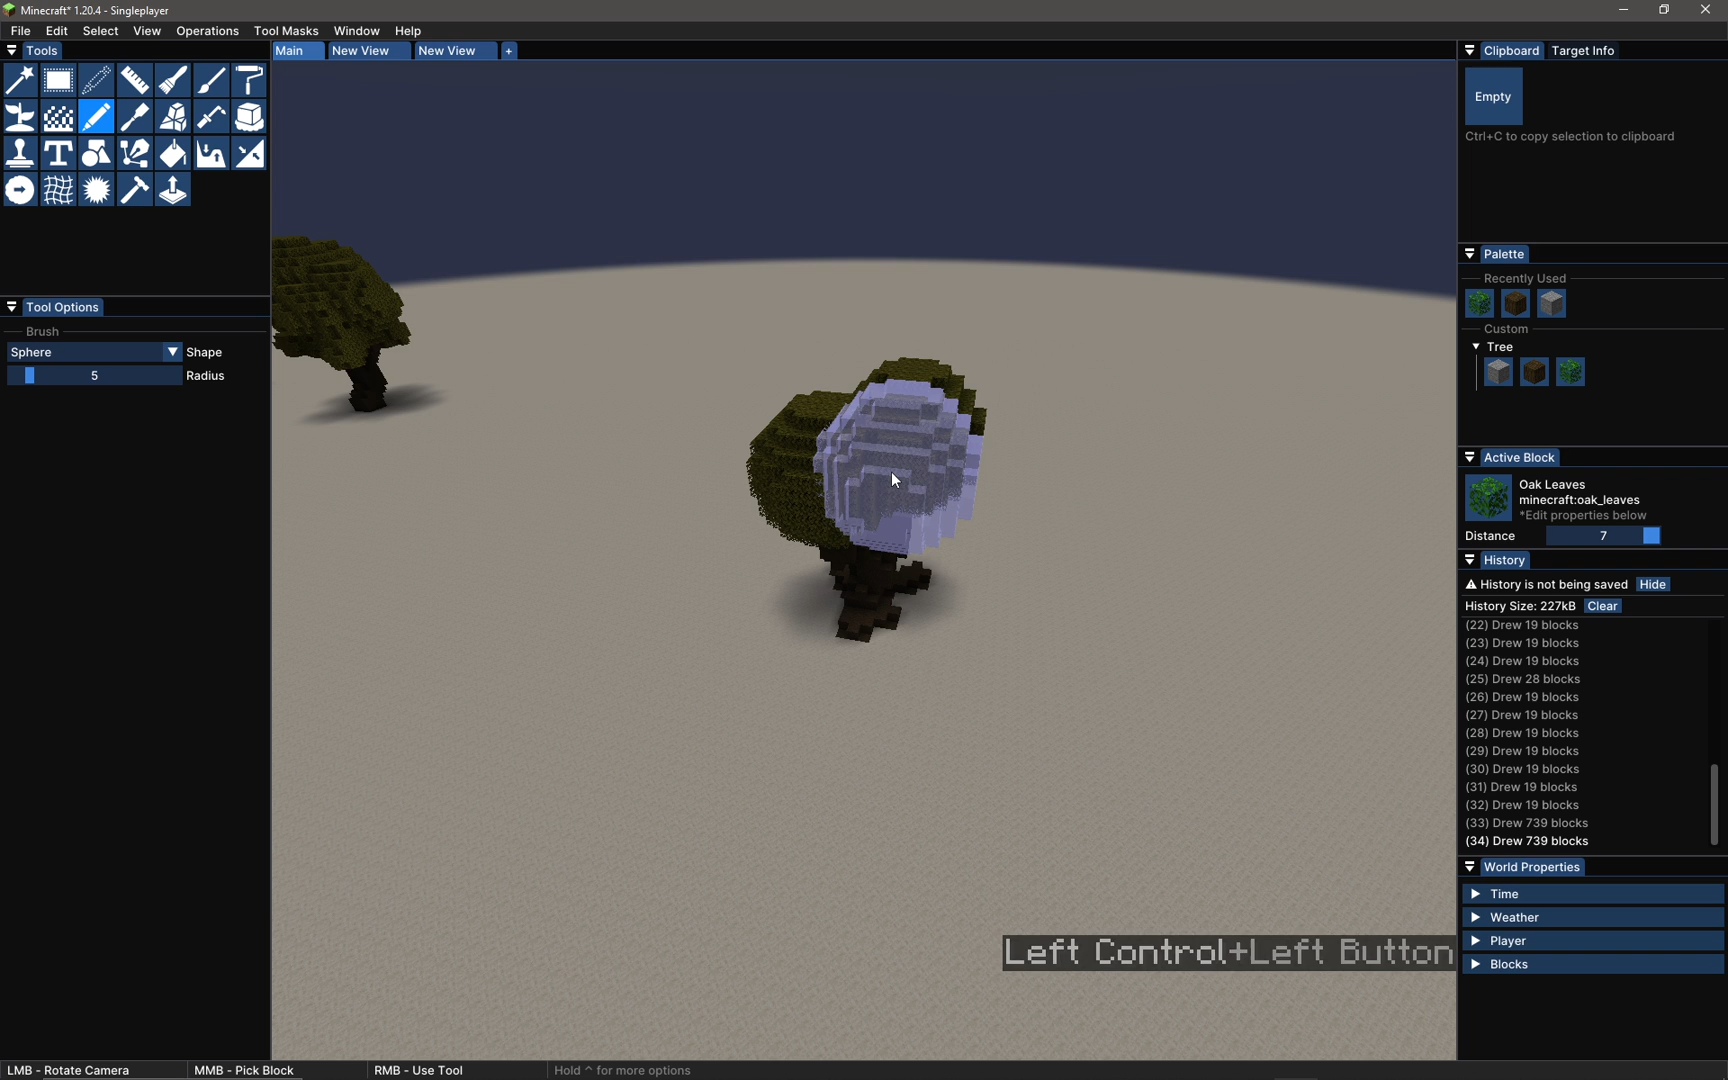 Minecraft* 1.20.4 - Singleplayer
File Edit Select View Operations Tool Masks Window Help
Tools
Main New View New View +
Clipboard Target Info
Empty
Ctrl+C to copy selection to clipboard
Palette
Recently Used
Custom
Tree
Tool Options
Brush
Sphere Shape
5 Radius
Active Block
Oak Leaves
minecraft:oak_leaves
*Edit properties below
Distance 7
History
History is not being saved Hide
History Size: 227kB Clear
(22) Drew 19 blocks
(23) Drew 19 blocks
(24) Drew 19 blocks
(25) Drew 28 blocks
(26) Drew 19 blocks
(27) Drew 19 blocks
(28) Drew 19 blocks
(29) Drew 19 blocks
(30) Drew 19 blocks
(31) Drew 19 blocks
(32) Drew 19 blocks
(33) Drew 739 blocks
(34) Drew 739 blocks
World Properties
Time
Weather
Player
Blocks
Left Control+Left Button
LMB - Rotate Camera MMB - Pick Block RMB - Use Tool Hold ^ for more options